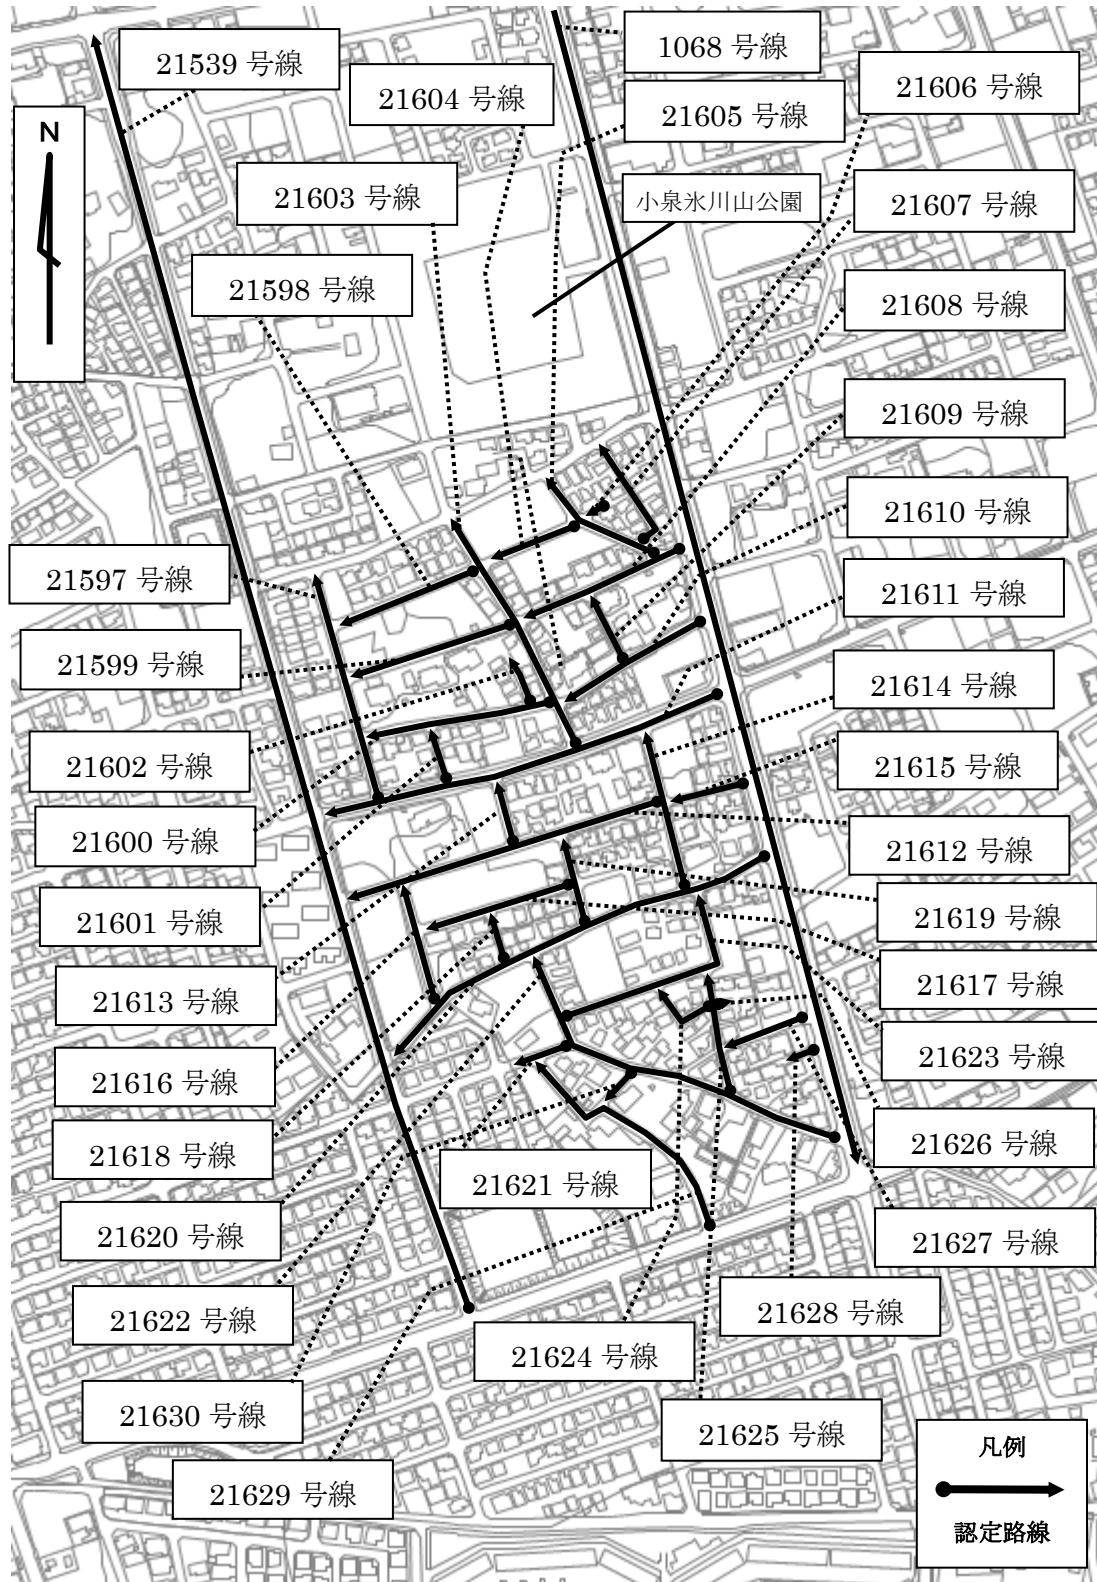 1068 号線
21539 号線
21604 号線
21606 号線
21605 号線
N
21603 号線
小泉氷川山公園
21607 号線
21598 号線
21608 号線
21609 号線
21610 号線
21597 号線
21611 号線
21599 号線
21614 号線
21602 号線
21615 号線
21600 号線
21612 号線
21601 号線
21619 号線
21613 号線
21617 号線
21616 号線
21623 号線
21618 号線
21626 号線
21621 号線
21620 号線
21627 号線
21622 号線
21628 号線
21624 号線
21630 号線
21625 号線
21629 号線
凡例
認定路線